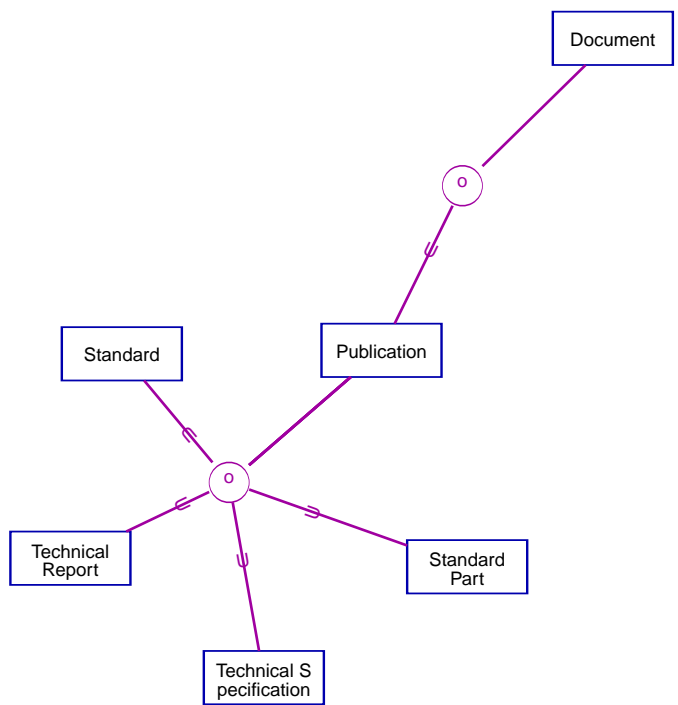 Document
o
Publication
Standard
o
Technical
Report
Standard
Part
Technical S
pecification